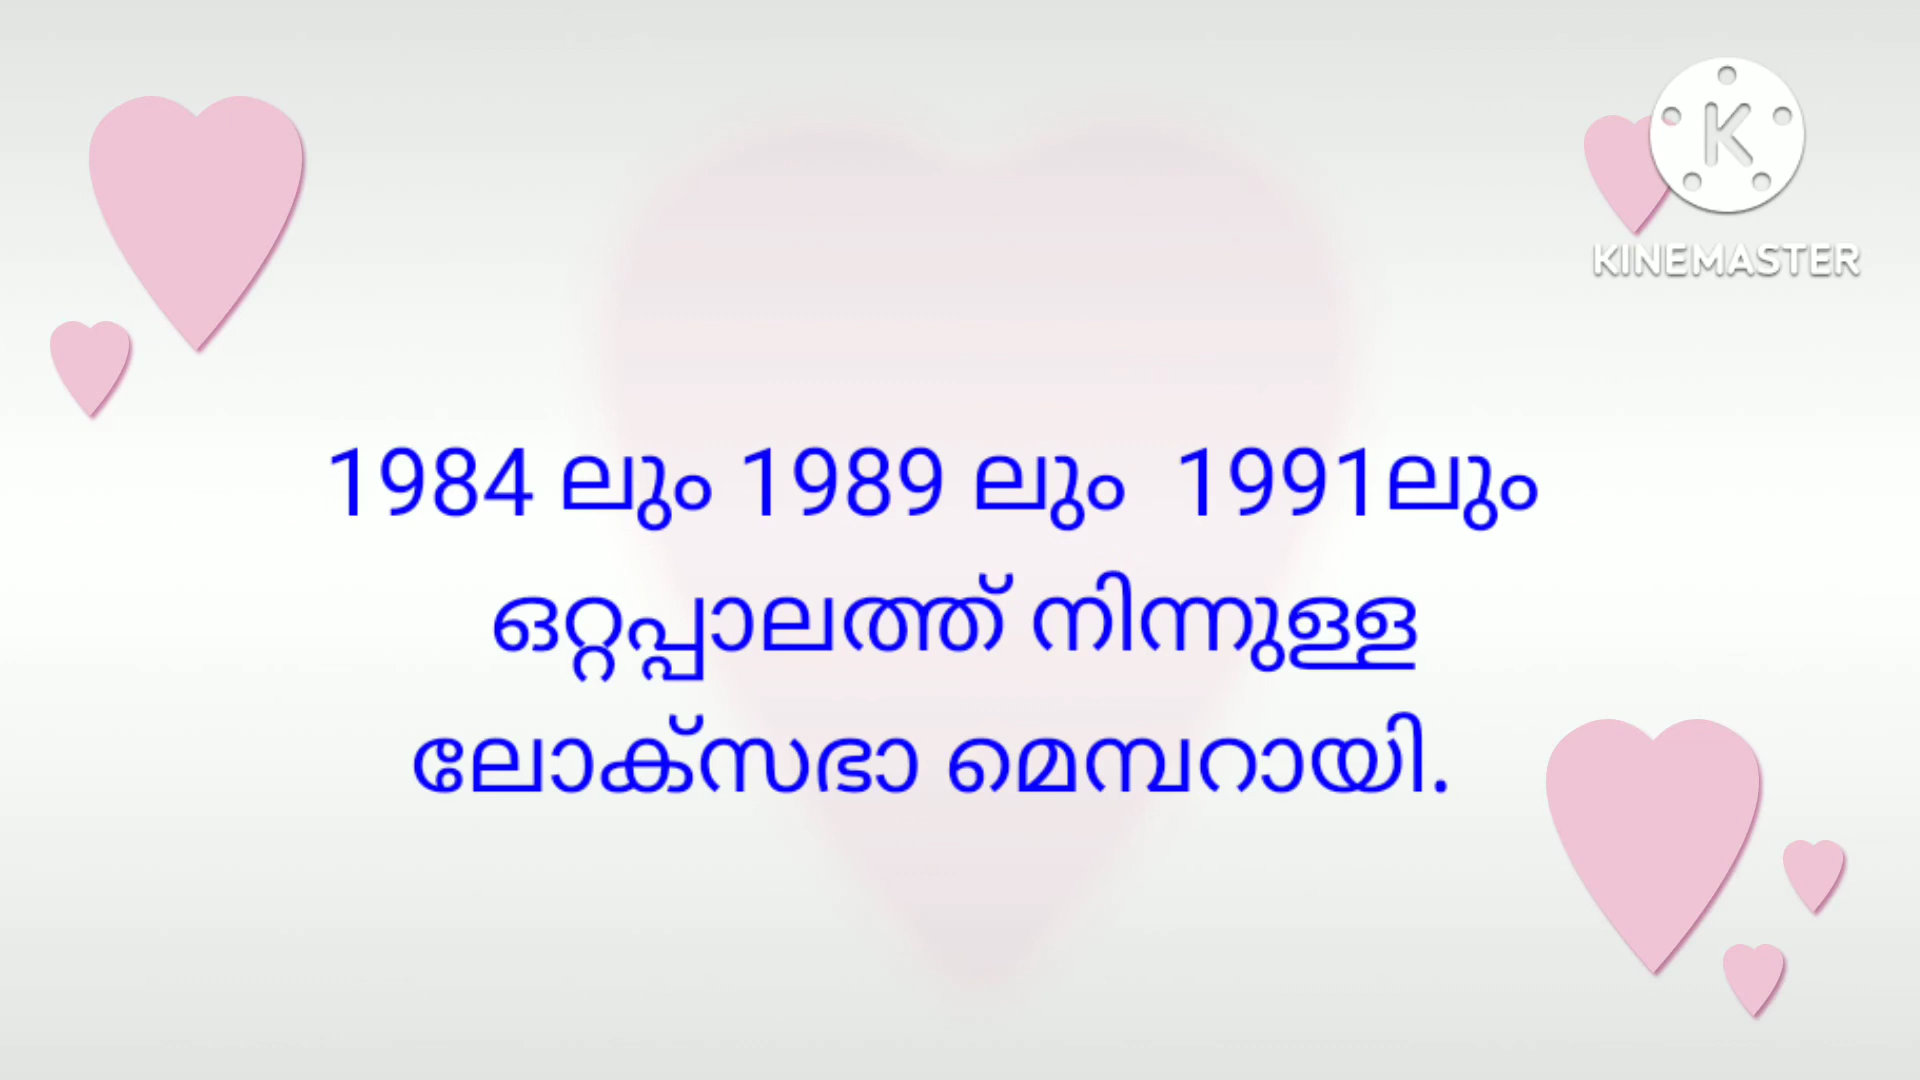 K
KINEMASTER
1984 ലും 1989 ലും 1991ലും
ഒറ്റപ്പാലത്ത് നിന്നുള്ള
ലോക്സഭാ മെമ്പറായി.